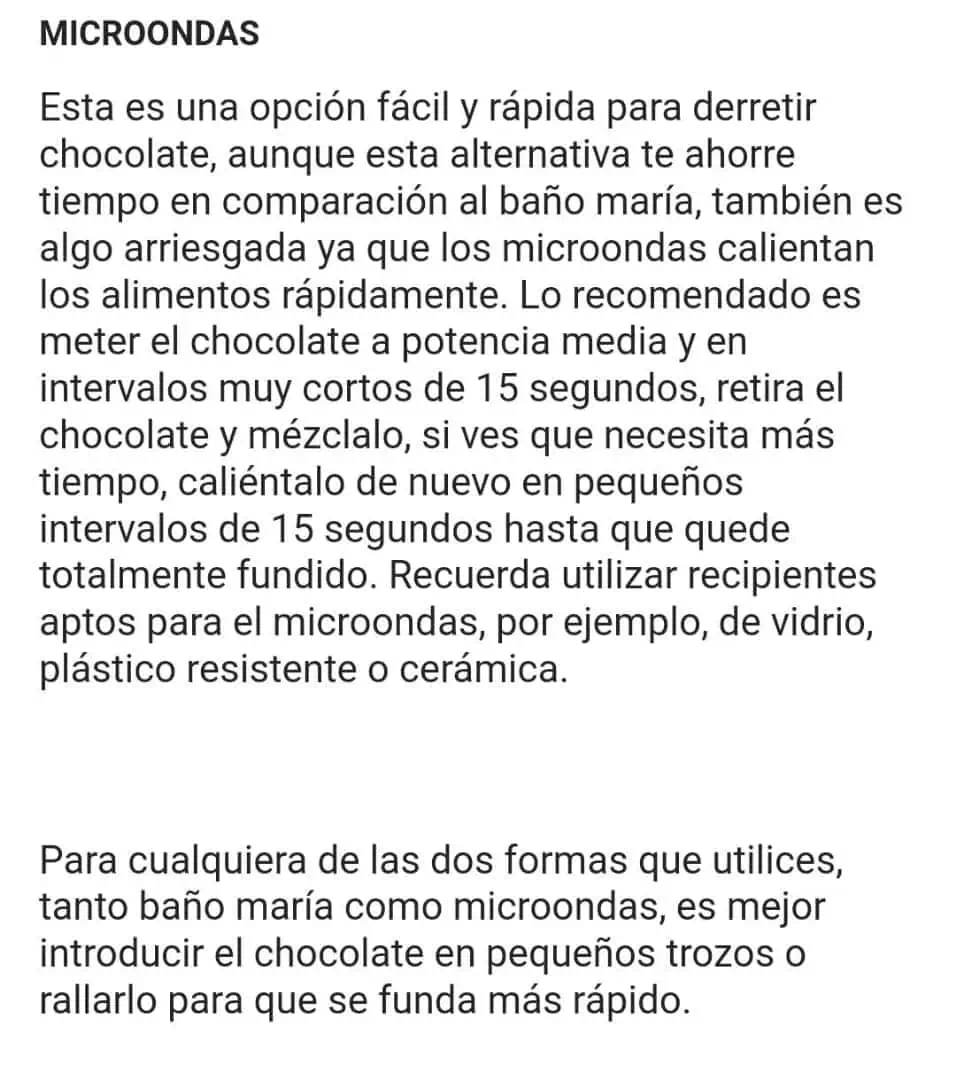 MICROONDAS
Esta es una opción fácil y rápida para derretir
chocolate, aunque esta alternativa te ahorre
tiempo en comparación al baño maría, también es
algo arriesgada ya que los microondas calientan
los alimentos rápidamente. Lo recomendado es
meter el chocolate a potencia media y en
intervalos muy cortos de 15 segundos, retira el
chocolate y mézclalo, si ves que necesita más
tiempo, caliéntalo de nuevo en pequeños
intervalos de 15 segundos hasta que quede
totalmente fundido. Recuerda utilizar recipientes
aptos para el microondas, por ejemplo, de vidrio,
plástico resistente o cerámica.
Para cualquiera de las dos formas que utilices,
tanto baño maría como microondas, es mejor
introducir el chocolate en pequeños trozos o
rallarlo para que se funda más rápido.